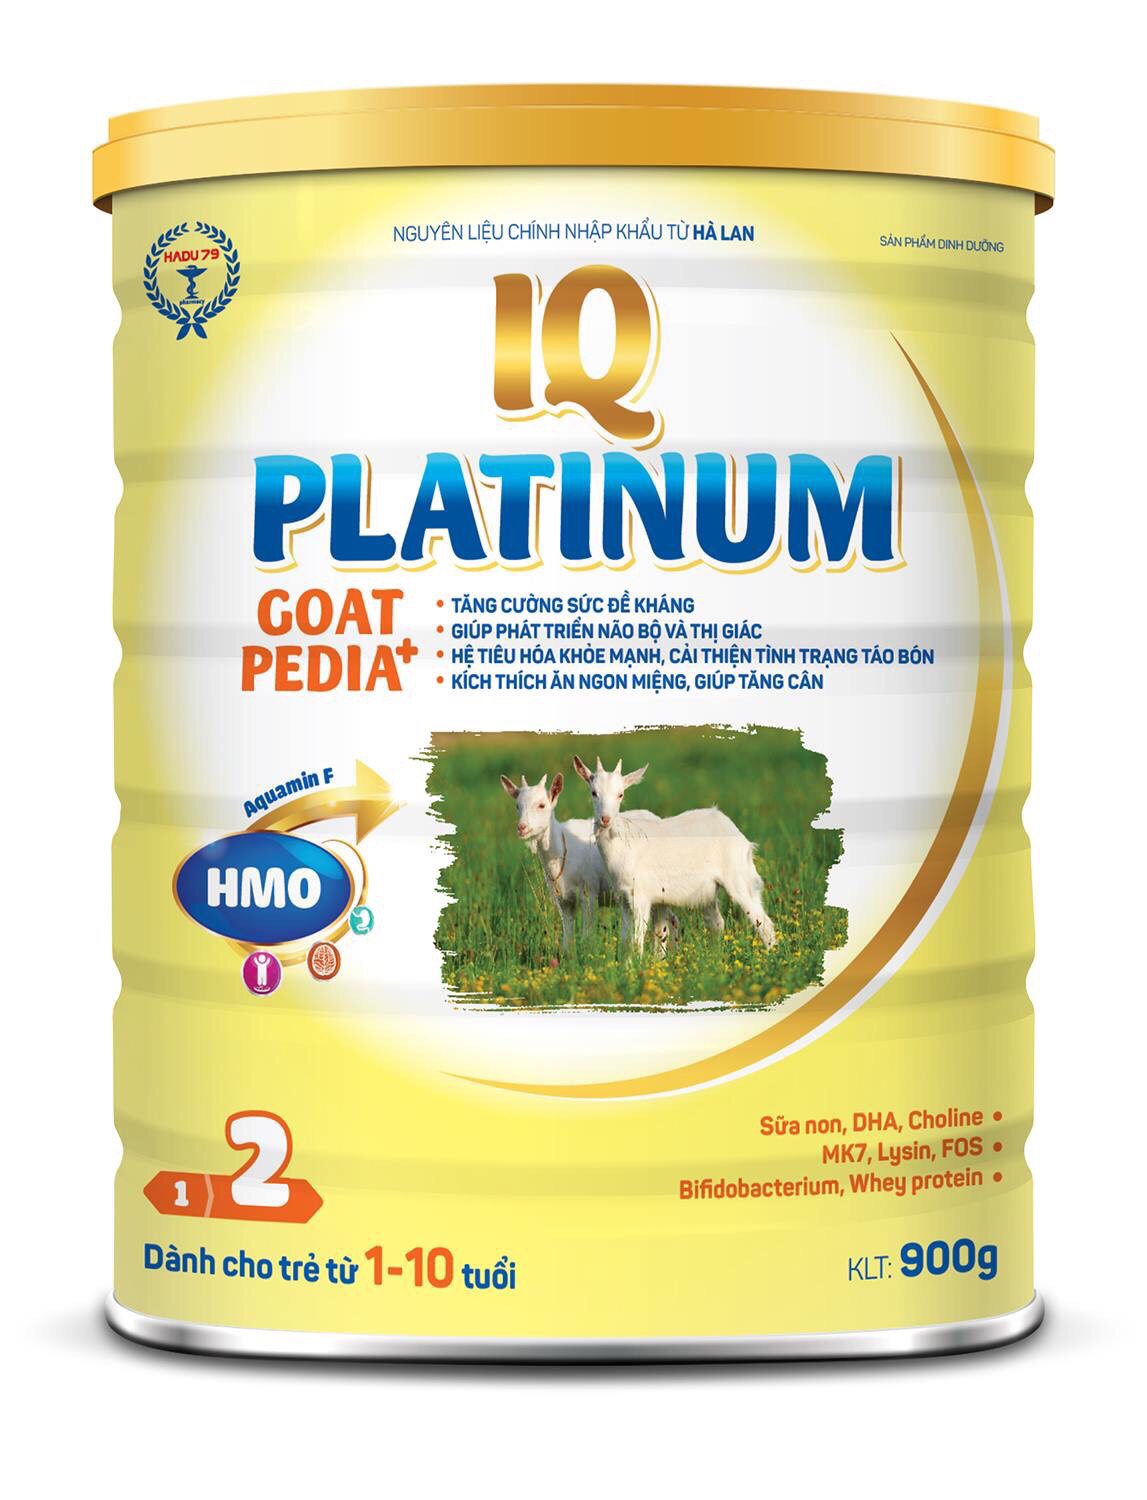 NGUYÊN LIỆU CHÍNH NHẬP KHẨU TỪ HÀ LAN
SẢN PHẨM DINH DƯỠNG
HADU 79
pharmacy
IQ
PLATINUM
GOAT
PEDIA+
• TĂNG CƯỜNG SỨC ĐỀ KHÁNG
• GIÚP PHÁT TRIỂN NÃO BỘ VÀ THỊ GIÁC
• HỆ TIÊU HÓA KHỎE MẠNH, CẢI THIỆN TÌNH TRẠNG TÁO BÓN
• KÍCH THÍCH ĂN NGON MIỆNG, GIÚP TĂNG CÂN
Aquamin F
HMO
1 2
Sữa non, DHA, Choline •
MK7, Lysin, FOS •
Bifidobacterium, Whey protein •
Dành cho trẻ từ 1-10 tuổi
KLT: 900g